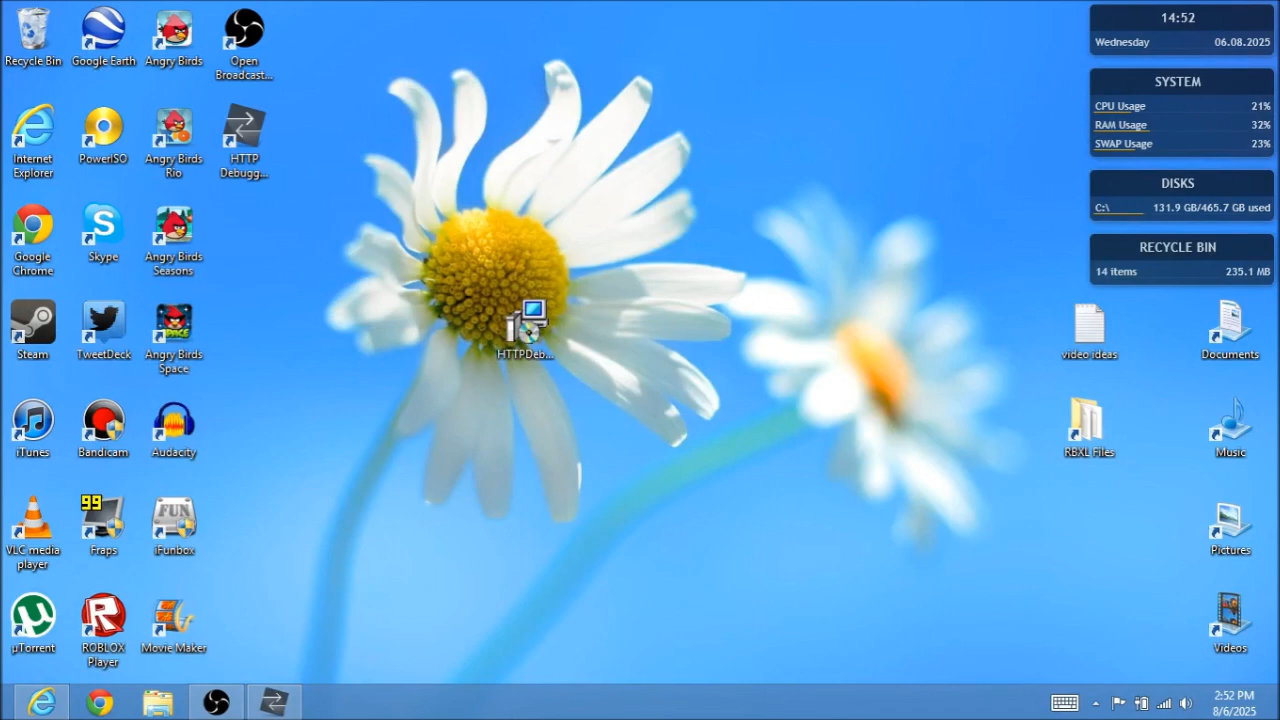 Recycle Bin
Google Earth
Angry Birds
Open
Broadcast...
Internet
Explorer
PowerISO
Angry Birds
Rio
HTTP
Debugg...
Google
Chrome
Skype
Angry Birds
Seasons
Steam
TweetDeck
Angry Birds
Space
iTunes
Bandicam
Audacity
VLC media
player
99
Fraps
FUN
iFunbox
µTorrent
ROBLOX
Player
Movie Maker
HTTPDeb...
14:52
Wednesday 06.08.2025
SYSTEM
CPU Usage 21%
RAM Usage 32%
SWAP Usage 23%
DISKS
C:\ 131.9 GB/465.7 GB used
RECYCLE BIN
14 items 235.1 MB
video ideas
Documents
RBXL Files
Music
Pictures
Videos
2:52 PM
8/6/2025